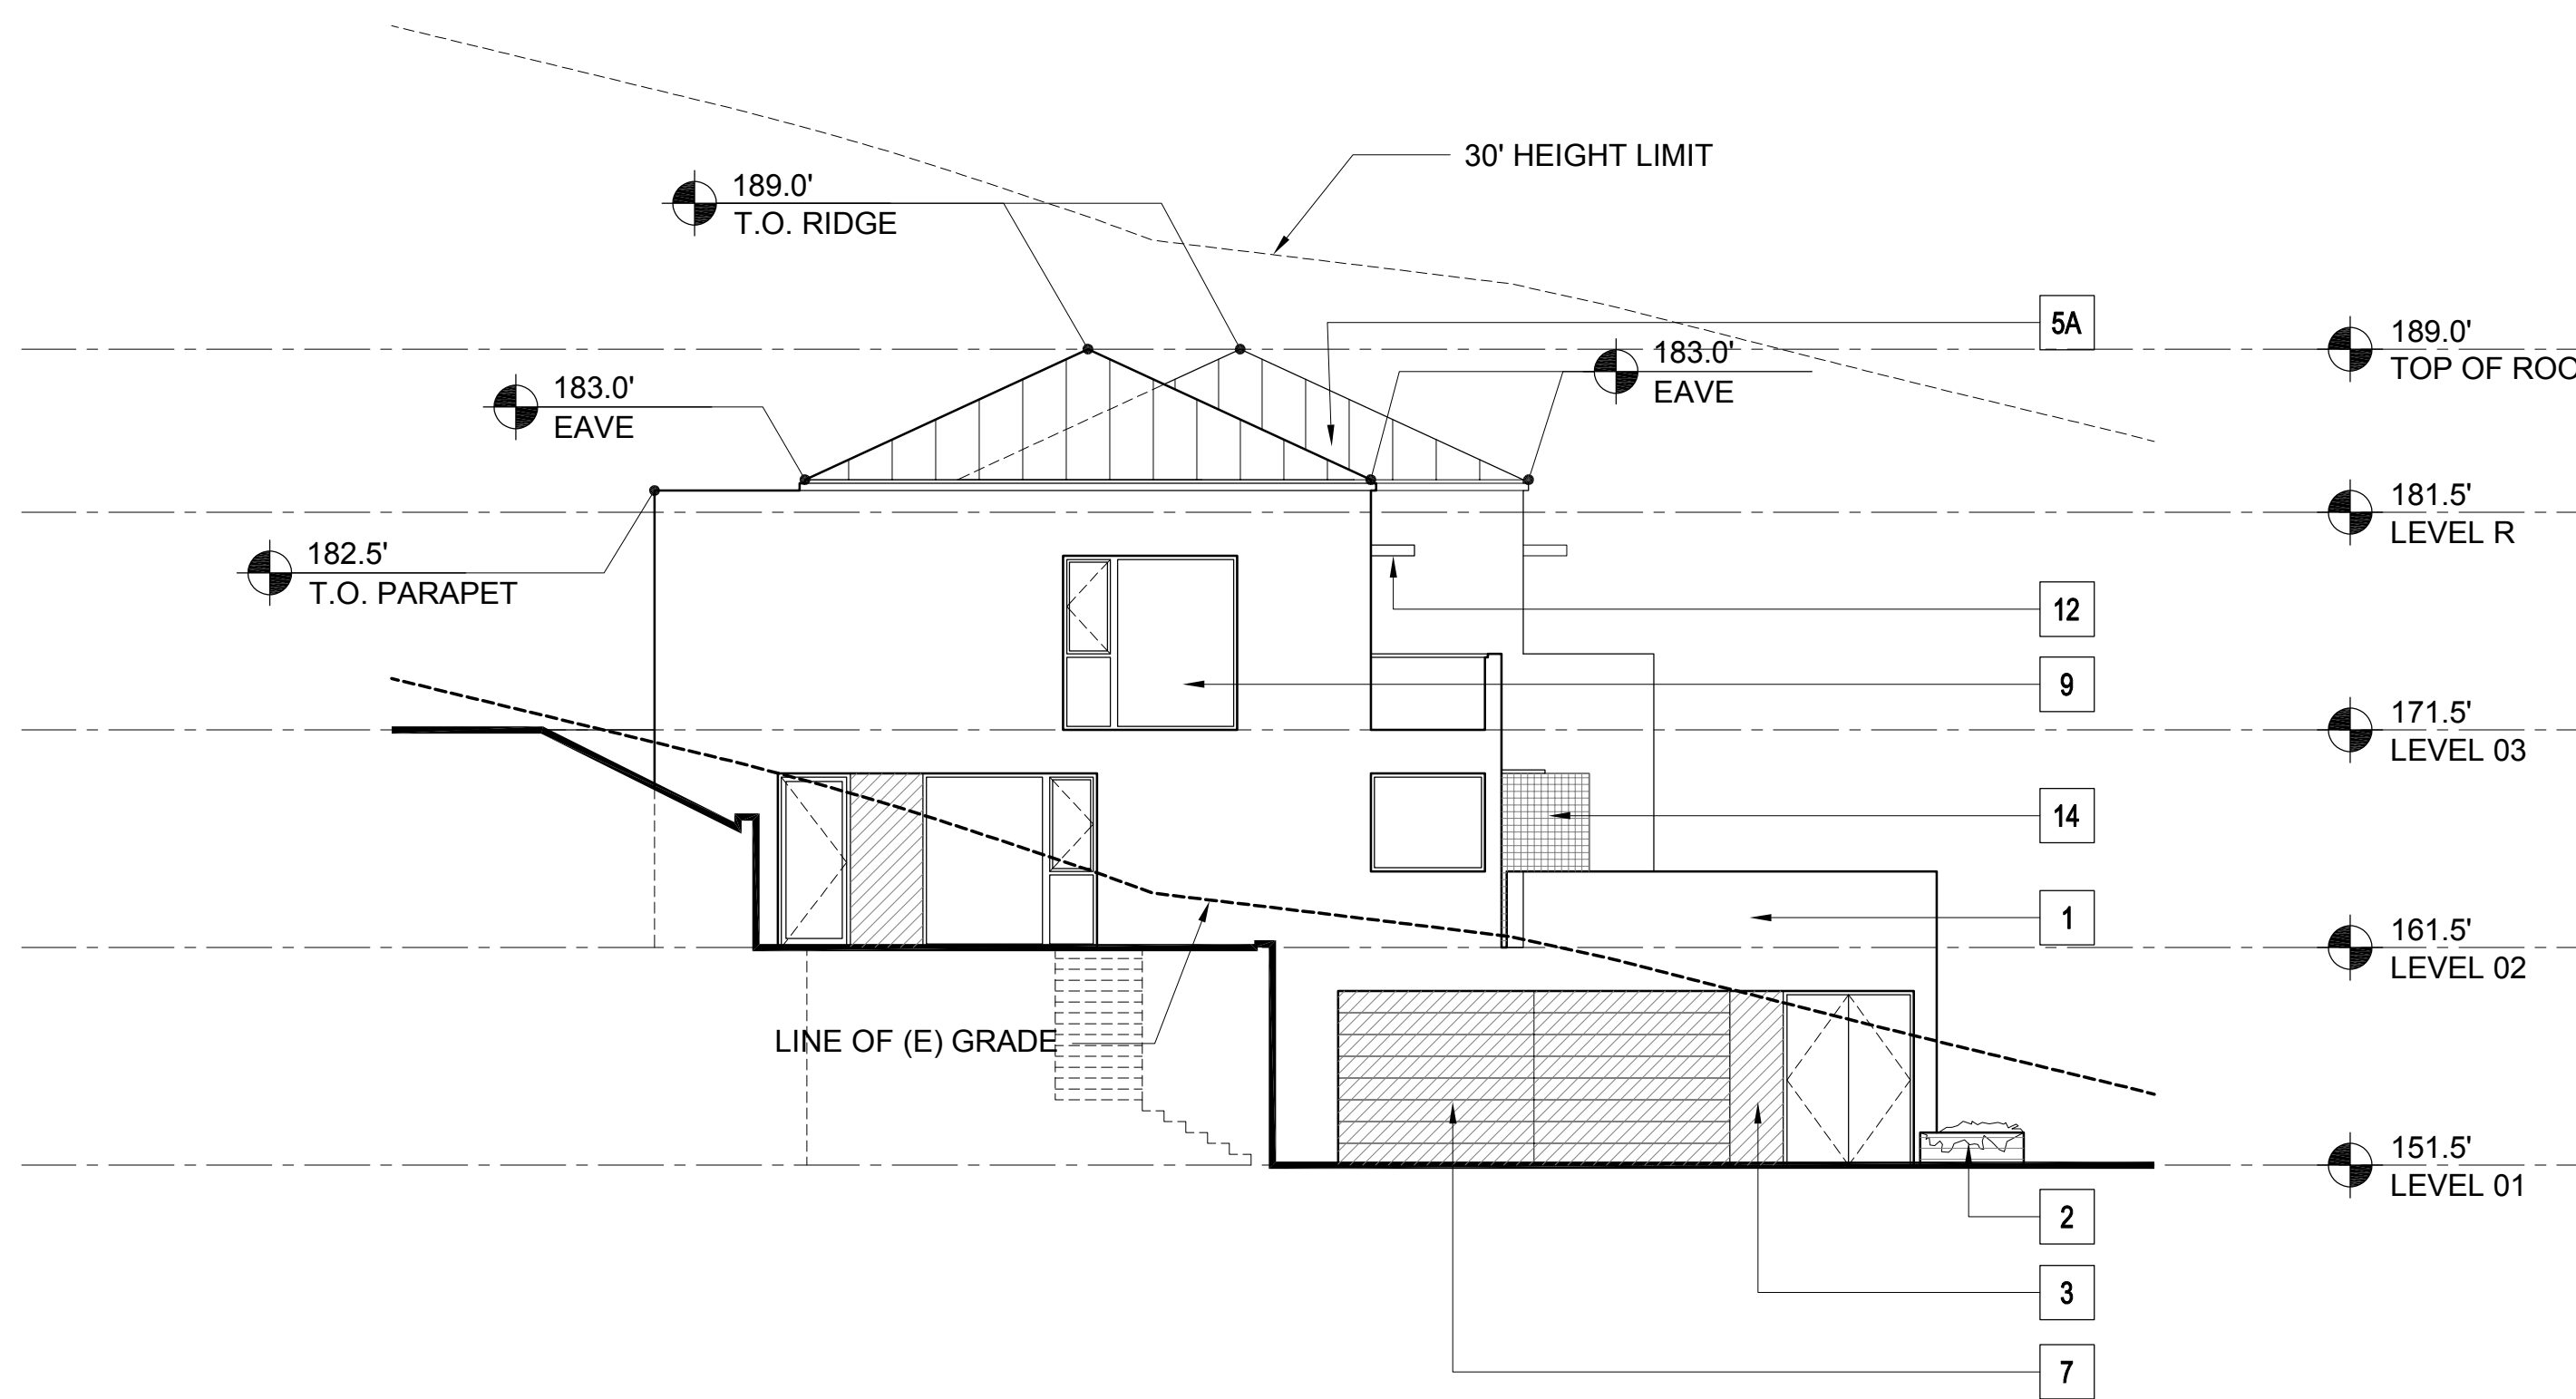 30' HEIGHT LIMIT
189.0'
T.O. RIDGE
5A
189.0'
TOP OF ROO
183.0'
EAVE
183.0'
EAVE
181.5'
LEVEL R
182.5'
T.O. PARAPET
12
9
171.5'
LEVEL 03
14
1
161.5'
LEVEL 02
LINE OF (E) GRADE
151.5'
LEVEL 01
2
3
7